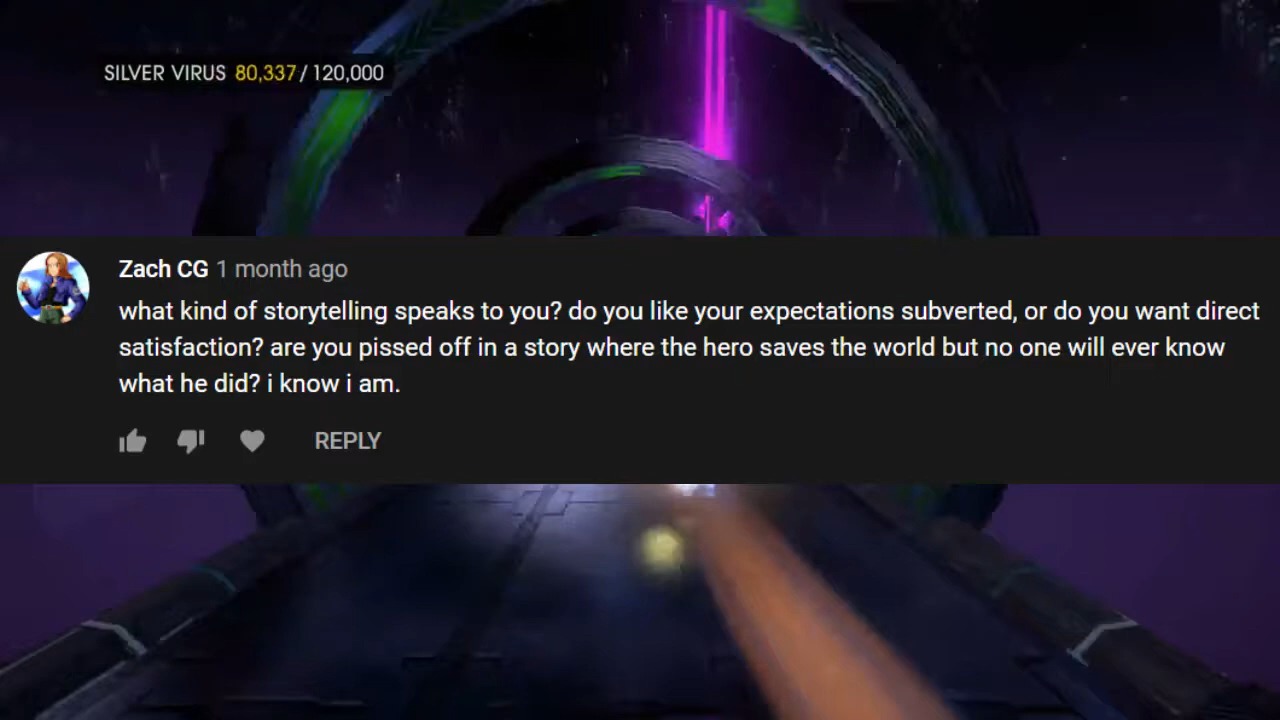 SILVER VIRUS 80,337/120,000
Zach CG 1 month ago
what kind of storytelling speaks to you? do you like your expectations subverted, or do you want direct
satisfaction? are you pissed off in a story where the hero saves the world but no one will ever know
what he did? i know i am.
REPLY